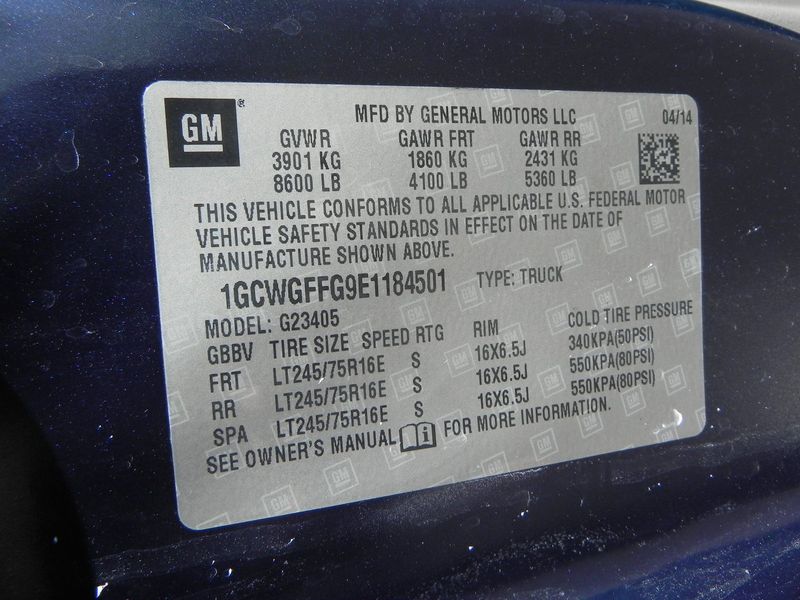 GM®
MFD BY GENERAL MOTORS LLC 04/14
GVWR GAWR FRT GAWR RR
3901 KG 1860 KG 2431 KG
8600 LB 4100 LB 5360 LB
THIS VEHICLE CONFORMS TO ALL APPLICABLE U.S. FEDERAL MOTOR
VEHICLE SAFETY STANDARDS IN EFFECT ON THE DATE OF
MANUFACTURE SHOWN ABOVE.
1GCWGFFG9E1184501 TYPE: TRUCK
MODEL: G23405
GBBV TIRE SIZE SPEED RTG RIM COLD TIRE PRESSURE
FRT LT245/75R16E S 16X6.5J 340KPA(50PSI)
RR LT245/75R16E S 16X6.5J 550KPA(80PSI)
SPA LT245/75R16E S 16X6.5J 550KPA(80PSI)
SEE OWNER'S MANUAL FOR MORE INFORMATION.